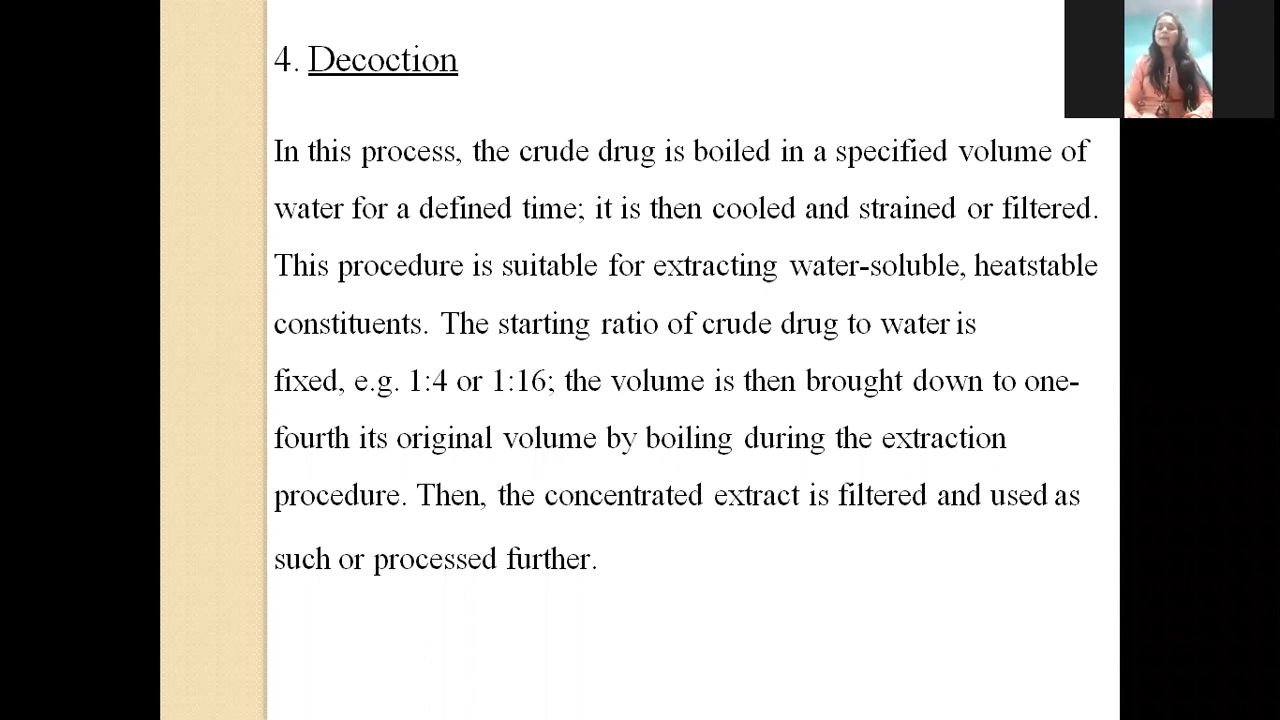 4. Decoction
In this process, the crude drug is boiled in a specified volume of
water for a defined time; it is then cooled and strained or filtered.
This procedure is suitable for extracting water-soluble, heatstable
constituents. The starting ratio of crude drug to water is
fixed, e.g. 1:4 or 1:16; the volume is then brought down to one-
fourth its original volume by boiling during the extraction
procedure. Then, the concentrated extract is filtered and used as
such or processed further.